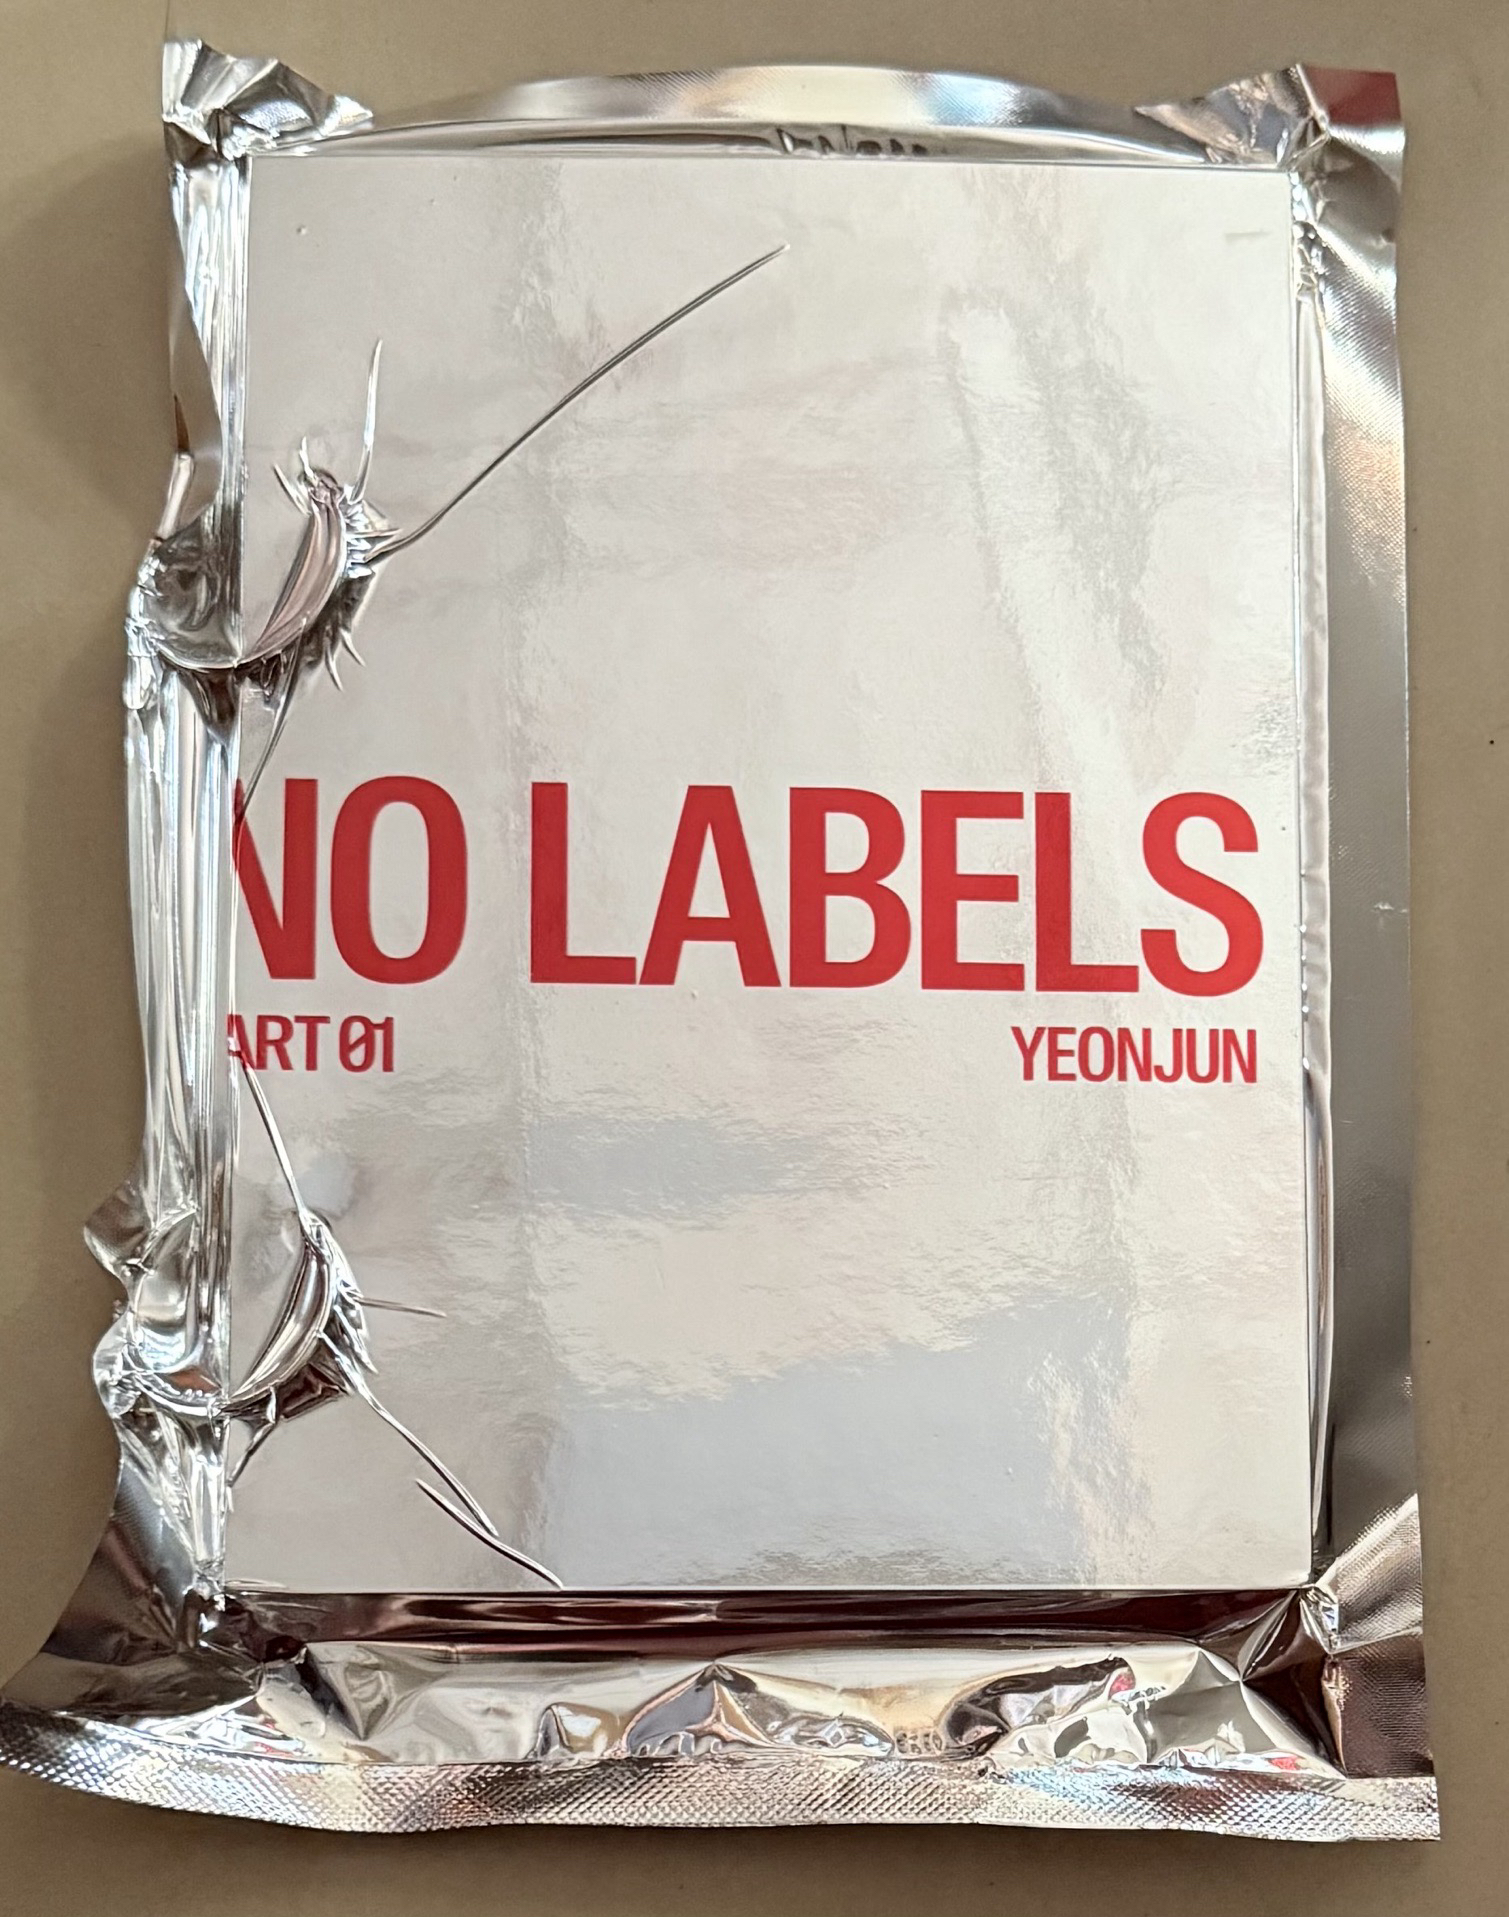 NO LABELS
ART 01
YEONJUN